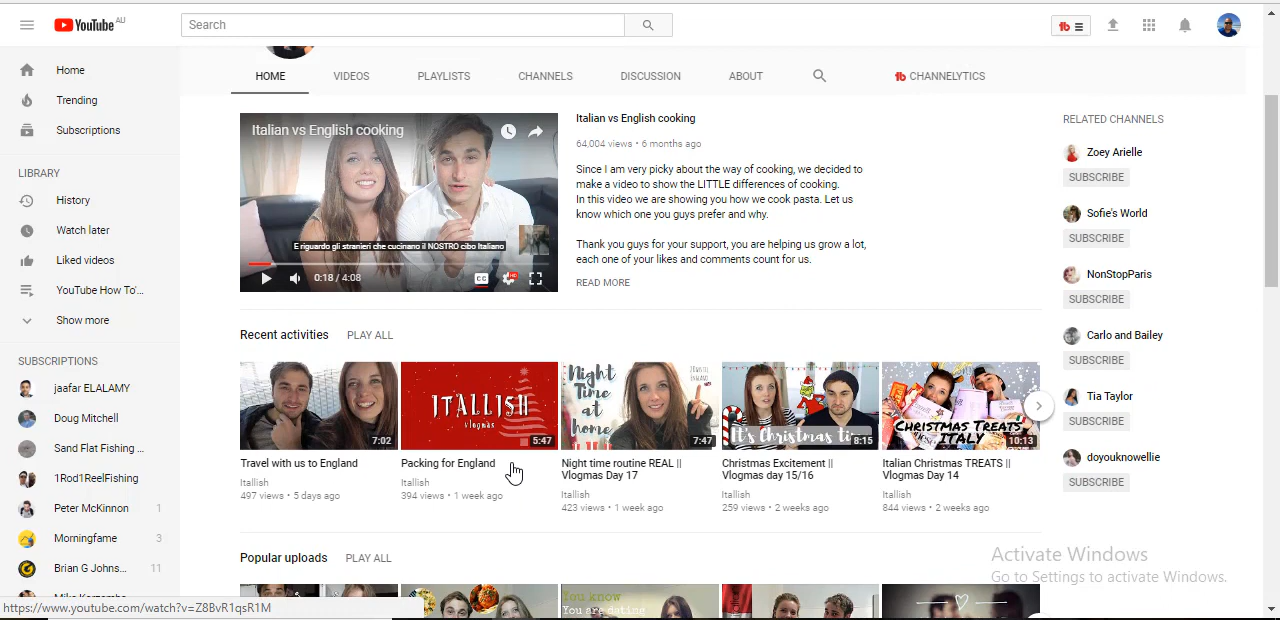 YouTube AU
Search
Home
Trending
Subscriptions
LIBRARY
History
Watch later
Liked videos
YouTube How To'...
Show more
SUBSCRIPTIONS
jaafar ELALAMY
Doug Mitchell
Sand Flat Fishing ...
1Rod1ReelFishing
Peter McKinnon 1
Morningfame 3
Brian G Johns... 11
HOME VIDEOS PLAYLISTS CHANNELS DISCUSSION ABOUT tb CHANNELYTICS
Italian vs English cooking
E riguardo gli stranieri che cucinano il NOSTRO cibo Italiano
0:18 / 4:08
CC HD
Italian vs English cooking
64,004 views • 6 months ago
Since I am very picky about the way of cooking, we decided to
make a video to show the LITTLE differences of cooking.
In this video we are showing you how we cook pasta. Let us
know which one you guys prefer and why.
Thank you guys for your support, you are helping us grow a lot,
each one of your likes and comments count for us.
READ MORE
Recent activities PLAY ALL
7:02
Travel with us to England
Itallish
497 views • 5 days ago
ITALLISH
vlogmas
5:47
Packing for England
Itallish
394 views • 1 week ago
Night
Time
at
home
7:47
Night time routine REAL ||
Vlogmas Day 17
Itallish
423 views • 1 week ago
It's Christmas ti
8:15
Christmas Excitement ||
Vlogmas day 15/16
Itallish
259 views • 2 weeks ago
CHRISTMAS TREATS
ITALY
10:13
Italian Christmas TREATS ||
Vlogmas Day 14
Itallish
844 views • 2 weeks ago
Popular uploads PLAY ALL
You know
You are dating
RELATED CHANNELS
Zoey Arielle
SUBSCRIBE
Sofie's World
SUBSCRIBE
NonStopParis
SUBSCRIBE
Carlo and Bailey
SUBSCRIBE
Tia Taylor
SUBSCRIBE
doyouknowellie
SUBSCRIBE
Activate Windows
Go to Settings to activate Windows.
https://www.youtube.com/watch?v=Z8BvR1qsR1M